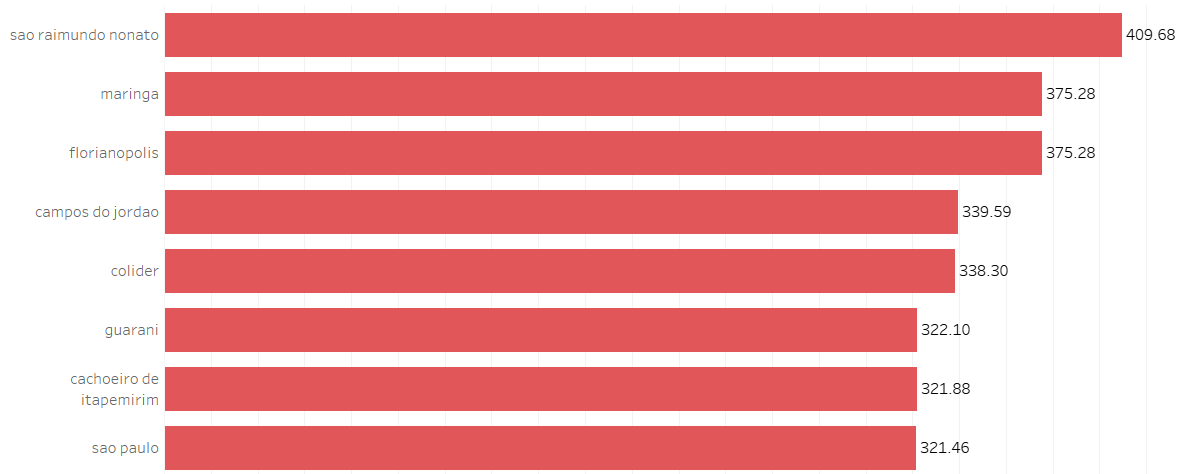 sao raimundo nonato 409.68
maringa 375.28
florianopolis 375.28
campos do jordao 339.59
colider 338.30
guarani 322.10
cachoeiro de
itapemirim 321.88
sao paulo 321.46